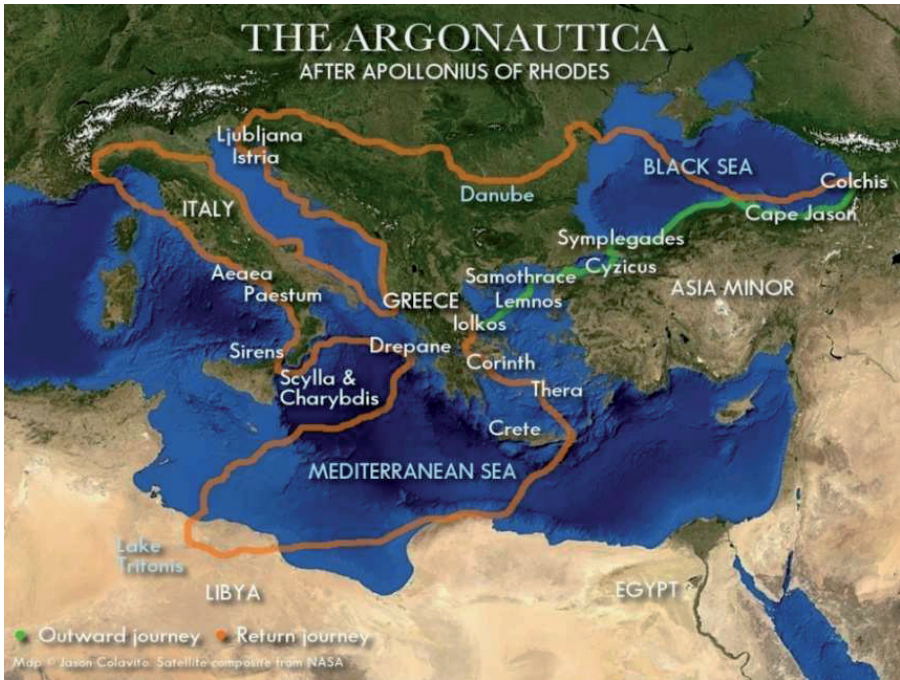 THE ARGONAUTICA
AFTER APOLLONIUS OF RHODES
Ljubljana
Istria
BLACK SEA
Danube
Colchis
ITALY
Cape Jason
Symplegades
Cyzicus
Aeaea
Samothrace
Paestum
GREECE
Lemnos
ASIA MINOR
Iolkos
Sirens
Drepane
Corinth
Scylla &
Charybdis
Thera
Crete
MEDITERRANEAN SEA
Lake
Tritonis
LIBYA
EGYPT
Outward journey
Return journey
Map © Jason Colavito. Satellite composite from NASA